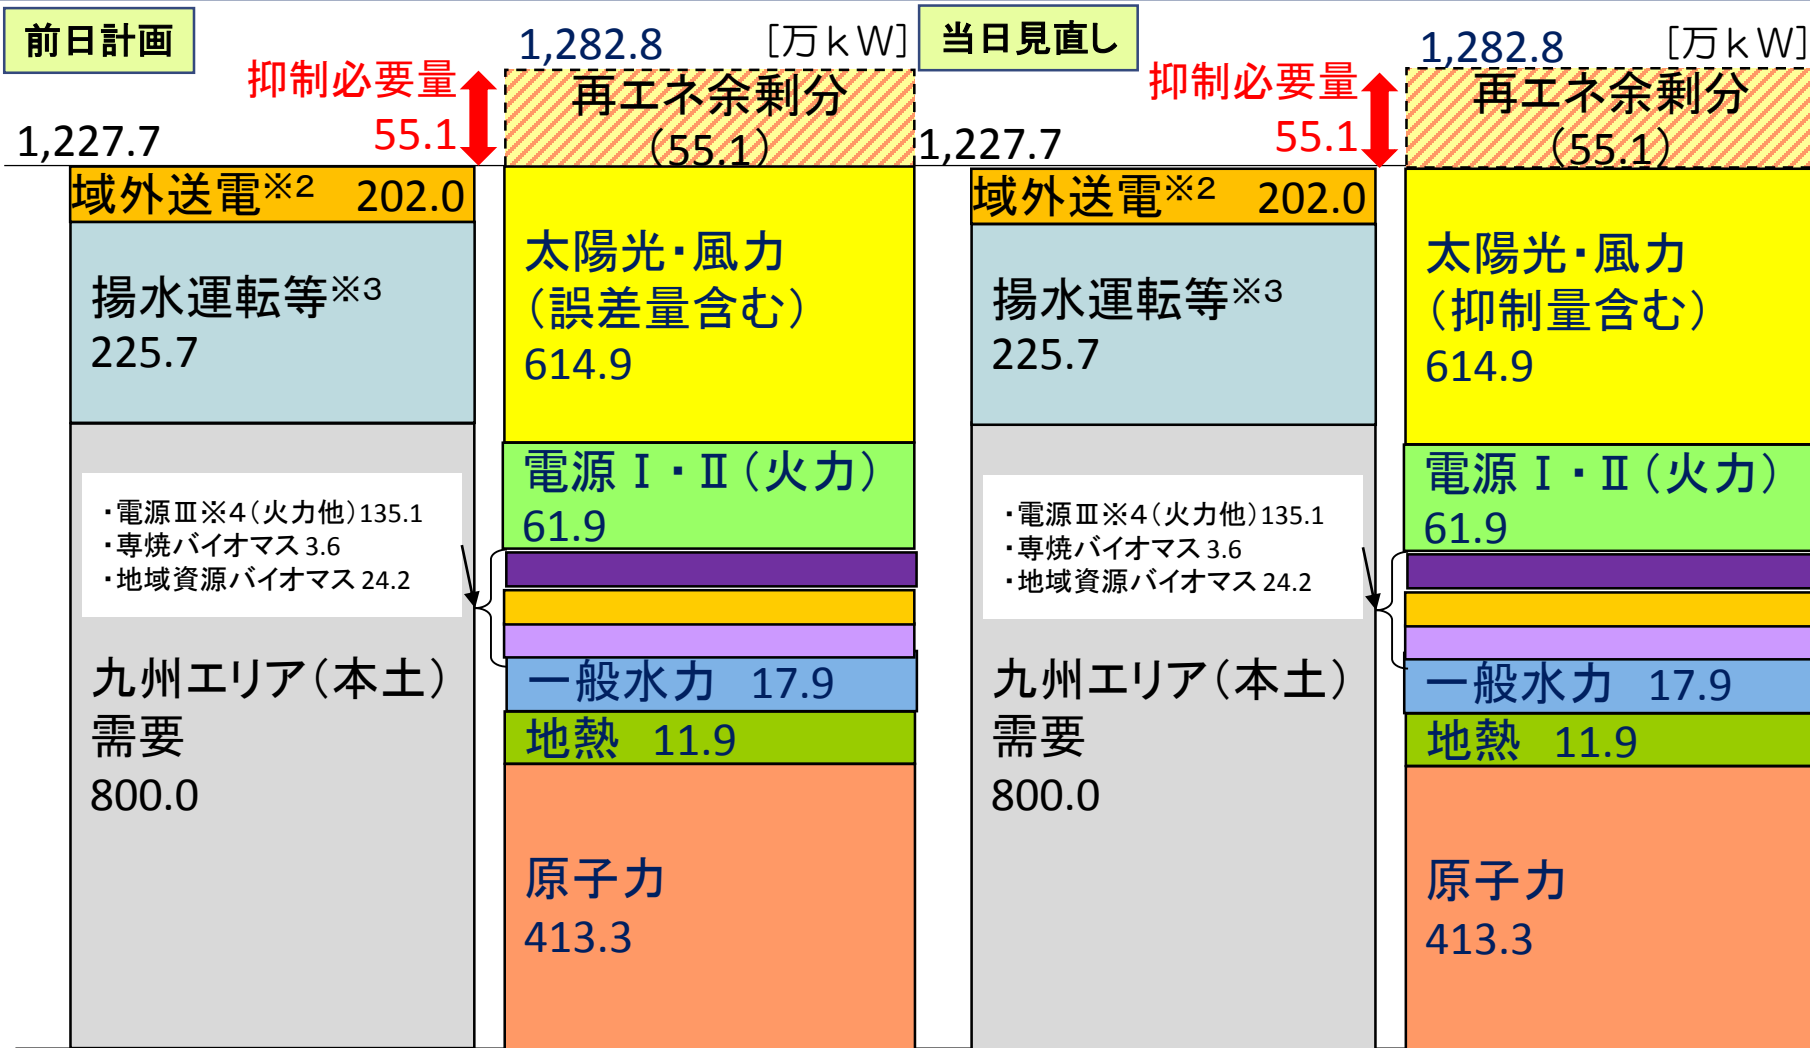 前日計画
1,282.8
[万kW]
抑制必要量
55.1
再エネ余剰分
(55.1)
1,227.7
域外送電※2 202.0
揚水運転等※3
225.7
太陽光・風力
(誤差量含む)
614.9
電源Ⅰ・Ⅱ(火力)
61.9
・電源Ⅲ※4(火力他)135.1
・専焼バイオマス 3.6
・地域資源バイオマス 24.2
九州エリア(本土)
需要
800.0
一般水力 17.9
地熱 11.9
原子力
413.3
当日見直し
1,282.8
[万kW]
抑制必要量
55.1
再エネ余剰分
(55.1)
1,227.7
域外送電※2 202.0
揚水運転等※3
225.7
太陽光・風力
(抑制量含む)
614.9
電源Ⅰ・Ⅱ(火力)
61.9
・電源Ⅲ※4(火力他)135.1
・専焼バイオマス 3.6
・地域資源バイオマス 24.2
九州エリア(本土)
需要
800.0
一般水力 17.9
地熱 11.9
原子力
413.3